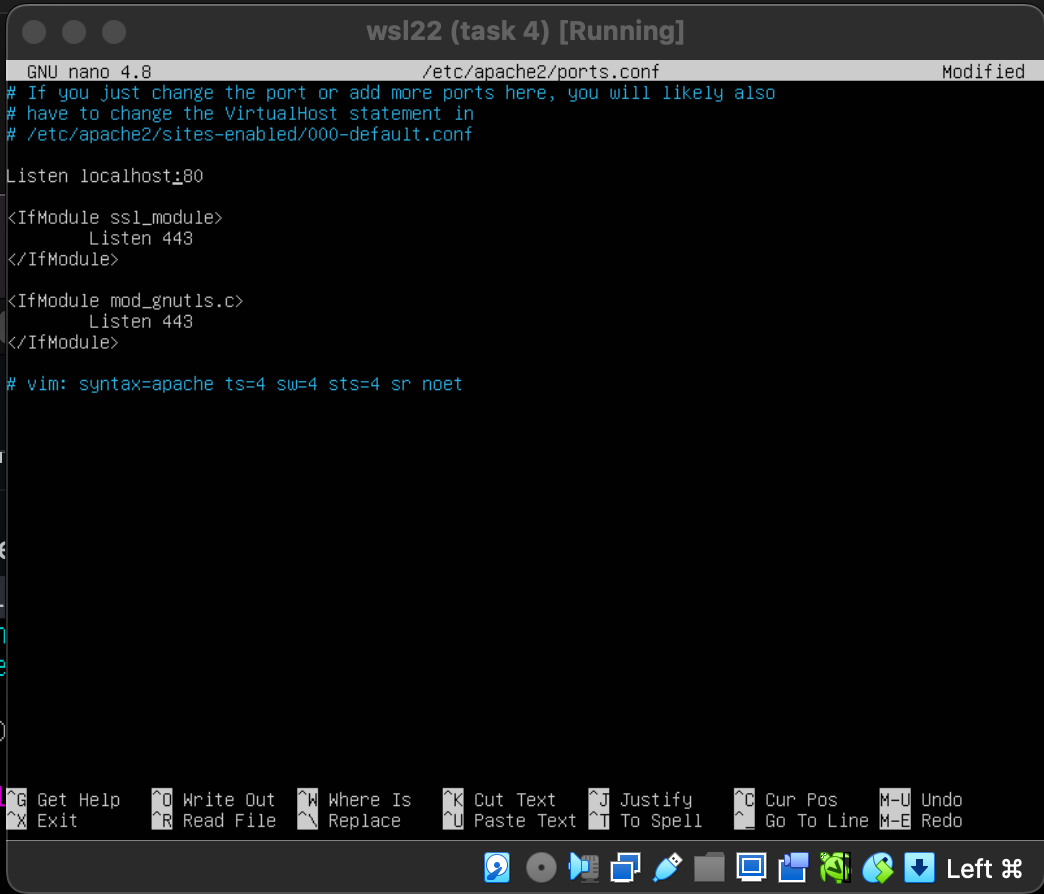 wsl22 (task 4) [Running]
GNU nano 4.8 /etc/apache2/ports.conf Modified
# If you just change the port or add more ports here, you will likely also
# have to change the VirtualHost statement in
# /etc/apache2/sites-enabled/000-default.conf
Listen localhost:80
<IfModule ssl_module>
Listen 443
</IfModule>
<IfModule mod_gnutls.c>
Listen 443
</IfModule>
# vim: syntax=apache ts=4 sw=4 sts=4 sr noet
^G Get Help ^O Write Out ^W Where Is ^K Cut Text ^J Justify ^C Cur Pos M-U Undo
^X Exit ^R Read File ^\ Replace ^U Paste Text ^T To Spell ^_ Go To Line M-E Redo
Left ⌘